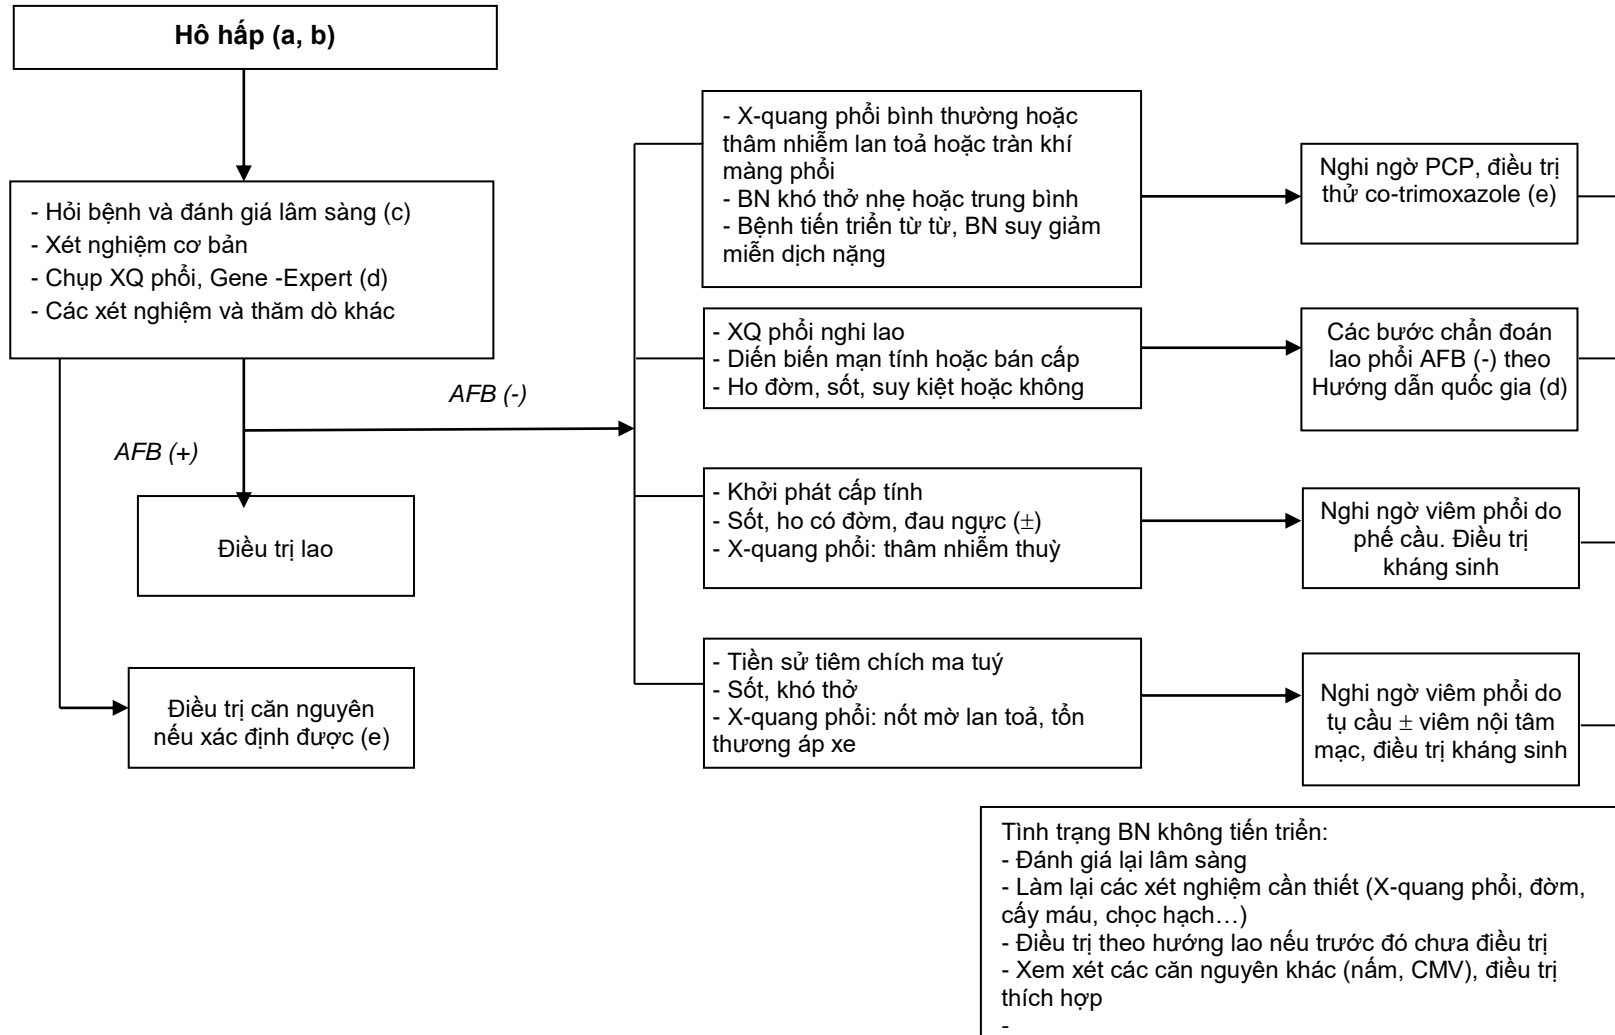 Hô hấp (a, b)
- Hỏi bệnh và đánh giá lâm sàng (c)
- Xét nghiệm cơ bản
- Chụp XQ phổi, Gene -Expert (d)
- Các xét nghiệm và thăm dò khác
AFB (+)
AFB (-)
Điều trị lao
Điều trị căn nguyên
nếu xác định được (e)
- X-quang phổi bình thường hoặc
thâm nhiễm lan toả hoặc tràn khí
màng phổi
- BN khó thở nhẹ hoặc trung bình
- Bệnh tiến triển từ từ, BN suy giảm
miễn dịch nặng
Nghi ngờ PCP, điều trị
thử co-trimoxazole (e)
- XQ phổi nghi lao
- Diến biến mạn tính hoặc bán cấp
- Ho đờm, sốt, suy kiệt hoặc không
Các bước chẩn đoán
lao phổi AFB (-) theo
Hướng dẫn quốc gia (d)
- Khởi phát cấp tính
- Sốt, ho có đờm, đau ngực (±)
- X-quang phổi: thâm nhiễm thuỳ
Nghi ngờ viêm phổi do
phế cầu. Điều trị
kháng sinh
- Tiền sử tiêm chích ma tuý
- Sốt, khó thở
- X-quang phổi: nốt mờ lan toả, tổn
thương áp xe
Nghi ngờ viêm phổi do
tụ cầu ± viêm nội tâm
mạc, điều trị kháng sinh
Tình trạng BN không tiến triển:
- Đánh giá lại lâm sàng
- Làm lại các xét nghiệm cần thiết (X-quang phổi, đờm,
cấy máu, chọc hạch…)
- Điều trị theo hướng lao nếu trước đó chưa điều trị
- Xem xét các căn nguyên khác (nấm, CMV), điều trị
thích hợp
-